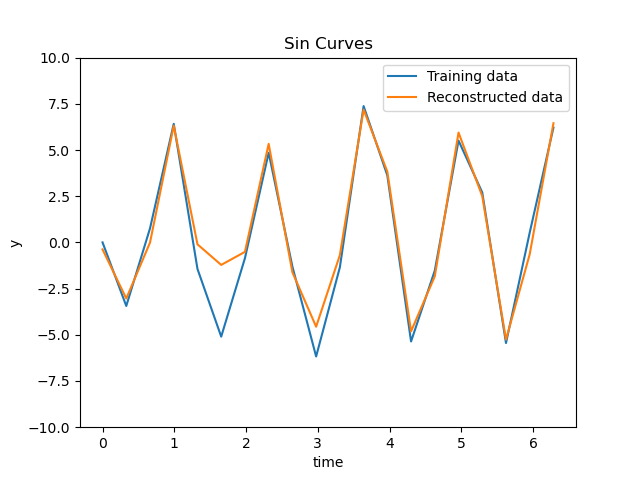 Sin Curves
Training data
Reconstructed data
10.0
7.5
5.0
2.5
0.0
−2.5
−5.0
−7.5
−10.0
y
0 1 2 3 4 5 6
time